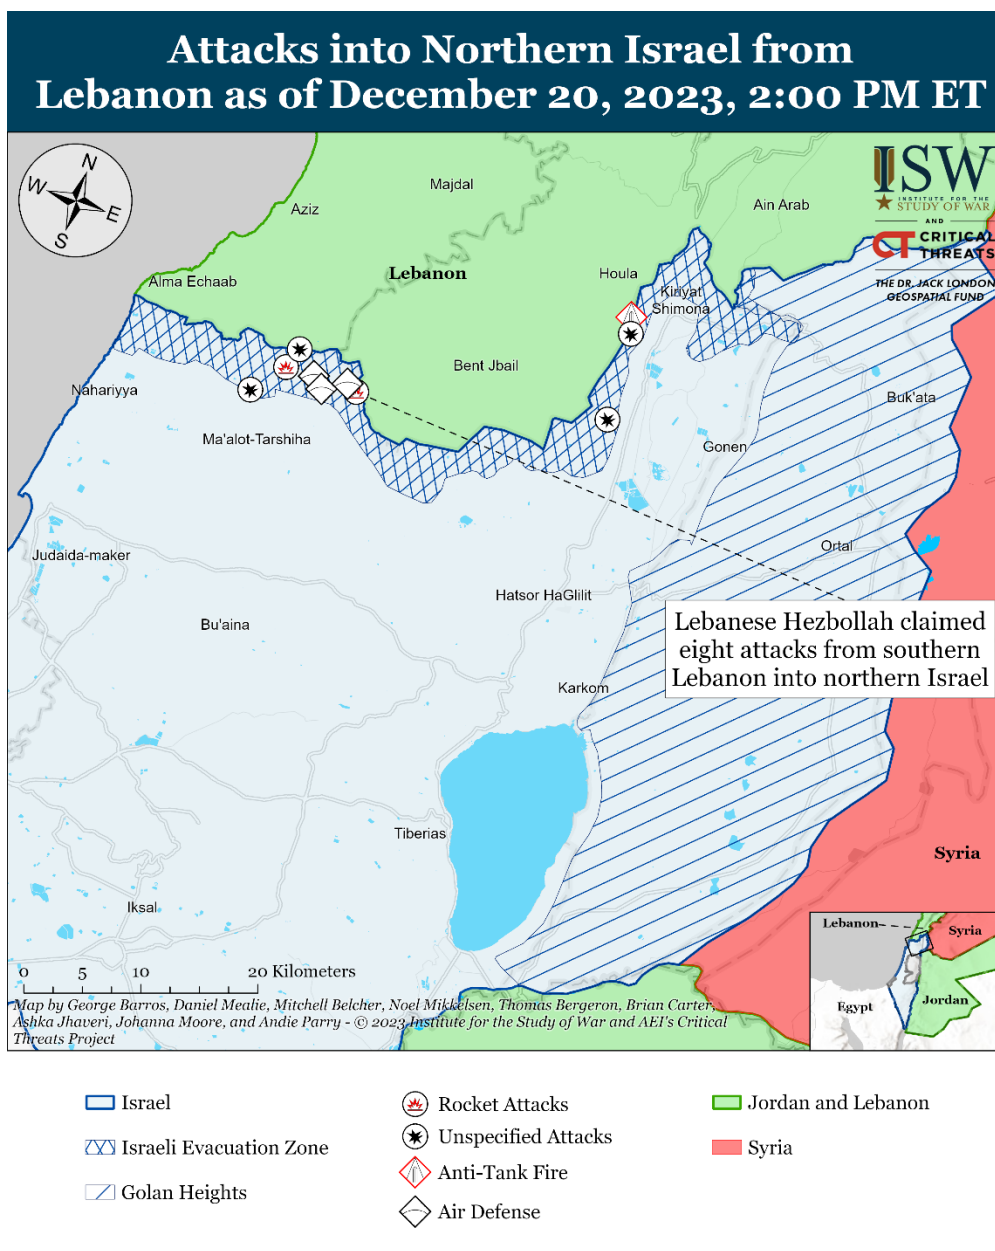 Attacks into Northern Israel from
Lebanon as of December 20, 2023, 2:00 PM ET
N
W
E
S
ISW
INSTITUTE FOR THE
STUDY OF WAR
AND
CT CRITICAL
THREATS
THE DR. JACK LONDON
GEOSPATIAL FUND
Majdal
Ain Arab
Aziz
Lebanon
Houla
Alma Echaab
Kiriyat
Shimona
Bent Jbail
Nahariyya
Buk'ata
Ma'alot-Tarshiha
Gonen
Judaida-maker
Ortal
Hatsor HaGlilit
Bu'aina
Lebanese Hezbollah claimed
eight attacks from southern
Lebanon into northern Israel
Karkom
Tiberias
Syria
Iksal
Lebanon
Syria
Egypt
Jordan
0 5 10 20 Kilometers
Map by George Barros, Daniel Mealie, Mitchell Belcher, Noel Mikkelsen, Thomas Bergeron, Brian Carter,
Ashka Jhaveri, Johanna Moore, and Andie Parry - © 2023 Institute for the Study of War and AEI's Critical
Threats Project
Israel
Israeli Evacuation Zone
Golan Heights
Rocket Attacks
Unspecified Attacks
Anti-Tank Fire
Air Defense
Jordan and Lebanon
Syria